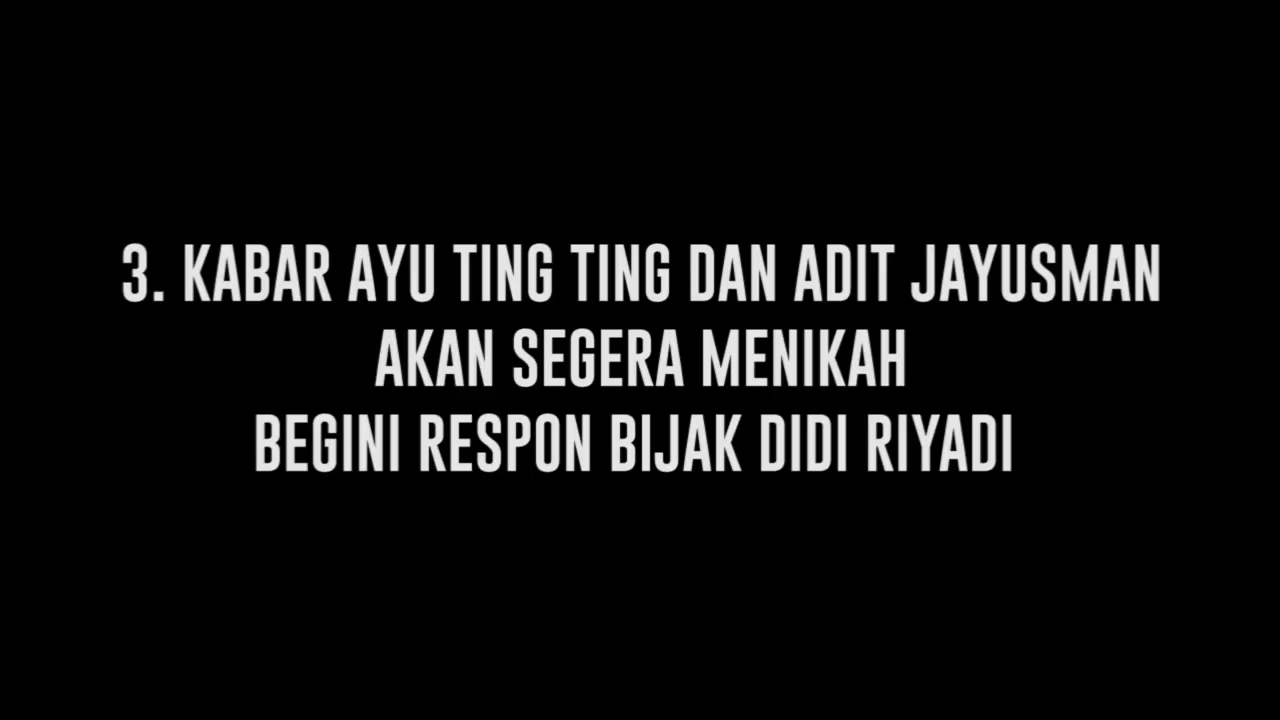 3. KABAR AYU TING TING DAN ADIT JAYUSMAN
AKAN SEGERA MENIKAH
BEGINI RESPON BIJAK DIDI RIYADI